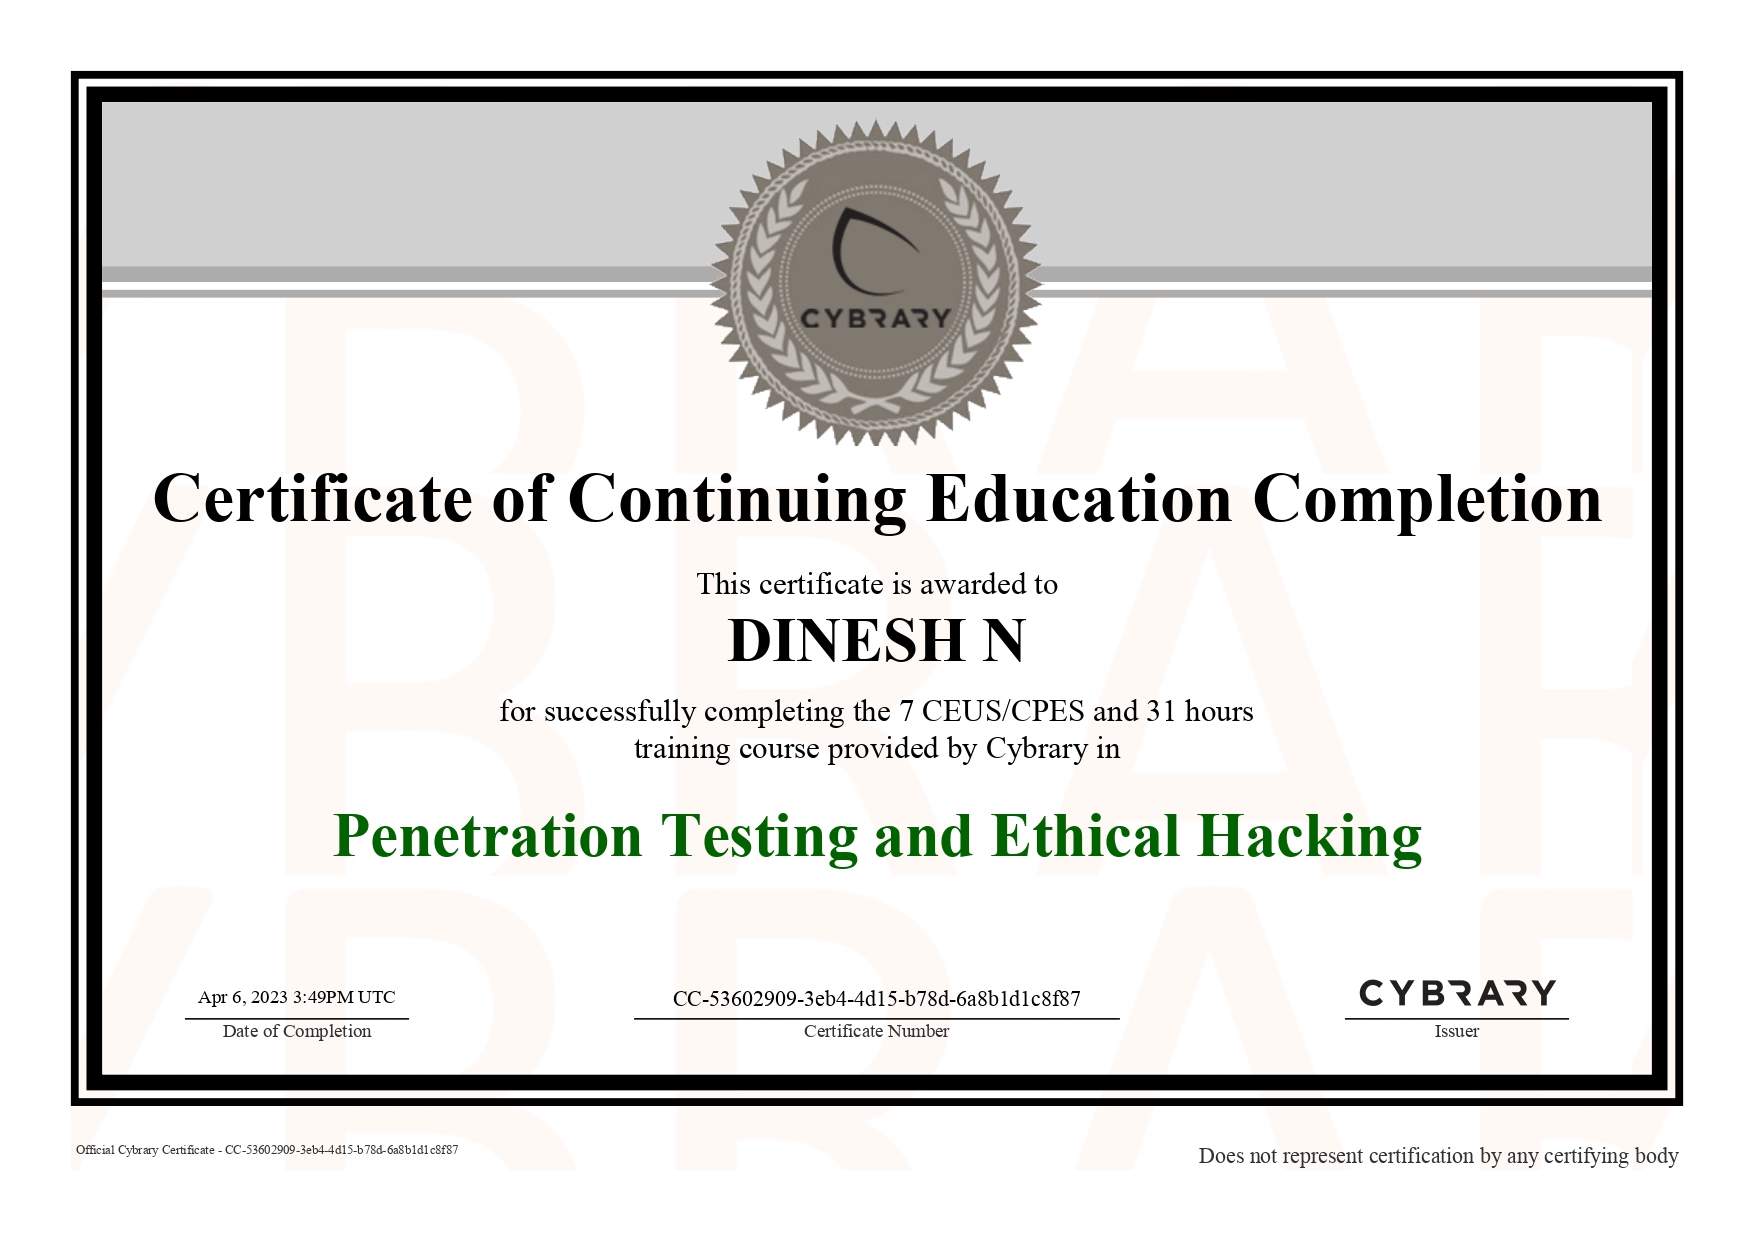 CYBRARY
Certificate of Continuing Education Completion
This certificate is awarded to
DINESH N
for successfully completing the 7 CEUS/CPES and 31 hours
training course provided by Cybrary in
Penetration Testing and Ethical Hacking
Apr 6, 2023 3:49PM UTC
Date of Completion
CC-53602909-3eb4-4d15-b78d-6a8b1d1c8f87
Certificate Number
CYBRARY
Issuer
Official Cybrary Certificate - CC-53602909-3eb4-4d15-b78d-6a8b1d1c8f87
Does not represent certification by any certifying body